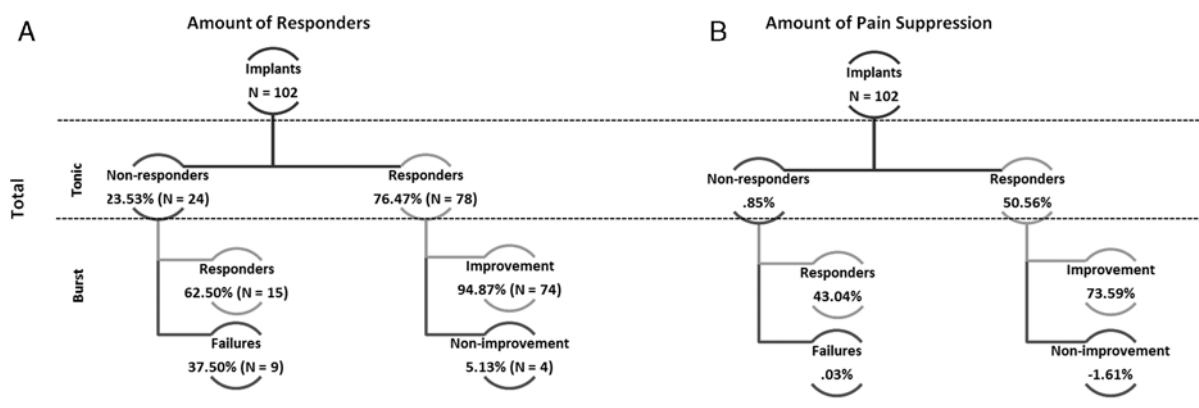 A
Amount of Responders
Implants
N = 102
Total
Tonic
Non-responders
23.53% (N = 24)
Responders
76.47% (N = 78)
Burst
Responders
62.50% (N = 15)
Failures
37.50% (N = 9)
Improvement
94.87% (N = 74)
Non-improvement
5.13% (N = 4)
B
Amount of Pain Suppression
Implants
N = 102
Non-responders
.85%
Responders
50.56%
Responders
43.04%
Failures
.03%
Improvement
73.59%
Non-improvement
-1.61%